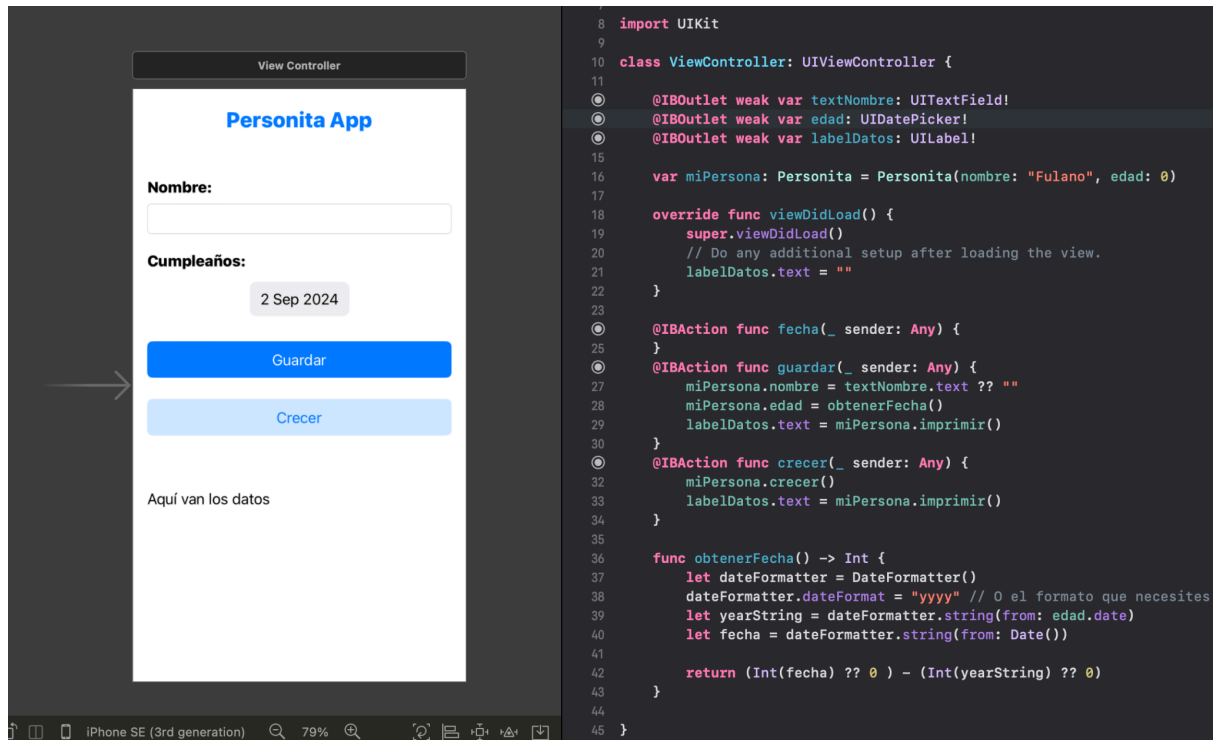 View Controller
Personita App
Nombre:
Cumpleaños:
2 Sep 2024
Guardar
Crecer
Aquí van los datos
iPhone SE (3rd generation)
79%
8 import UIKit
9
10 class ViewController: UIViewController {
11
@IBOutlet weak var textNombre: UITextField!
@IBOutlet weak var edad: UIDatePicker!
@IBOutlet weak var labelDatos: UILabel!
15
16 var miPersona: Personita = Personita(nombre: "Fulano", edad: 0)
17
18 override func viewDidLoad() {
19 super.viewDidLoad()
20 // Do any additional setup after loading the view.
21 labelDatos.text = ""
22 }
23
@IBAction func fecha(_ sender: Any) {
25 }
@IBAction func guardar(_ sender: Any) {
27 miPersona.nombre = textNombre.text ?? ""
28 miPersona.edad = obtenerFecha()
29 labelDatos.text = miPersona.imprimir()
30 }
@IBAction func crecer(_ sender: Any) {
32 miPersona.crecer()
33 labelDatos.text = miPersona.imprimir()
34 }
35
36 func obtenerFecha() -> Int {
37 let dateFormatter = DateFormatter()
38 dateFormatter.dateFormat = "yyyy" // O el formato que necesites
39 let yearString = dateFormatter.string(from: edad.date)
40 let fecha = dateFormatter.string(from: Date())
41
42 return (Int(fecha) ?? 0 ) - (Int(yearString) ?? 0)
43 }
44
45 }